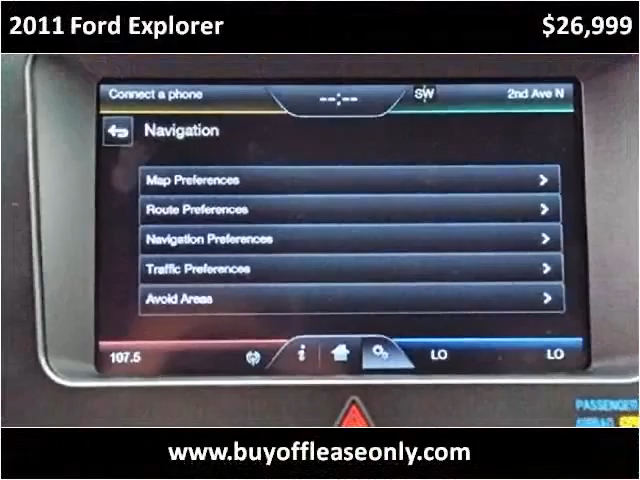 2011 Ford Explorer
$26,999
Connect a phone
--:--
SW
2nd Ave N
Navigation
Map Preferences
Route Preferences
Navigation Preferences
Traffic Preferences
Avoid Areas
107.5
i
LO
LO
PASSENGER
www.buyoffleaseonly.com